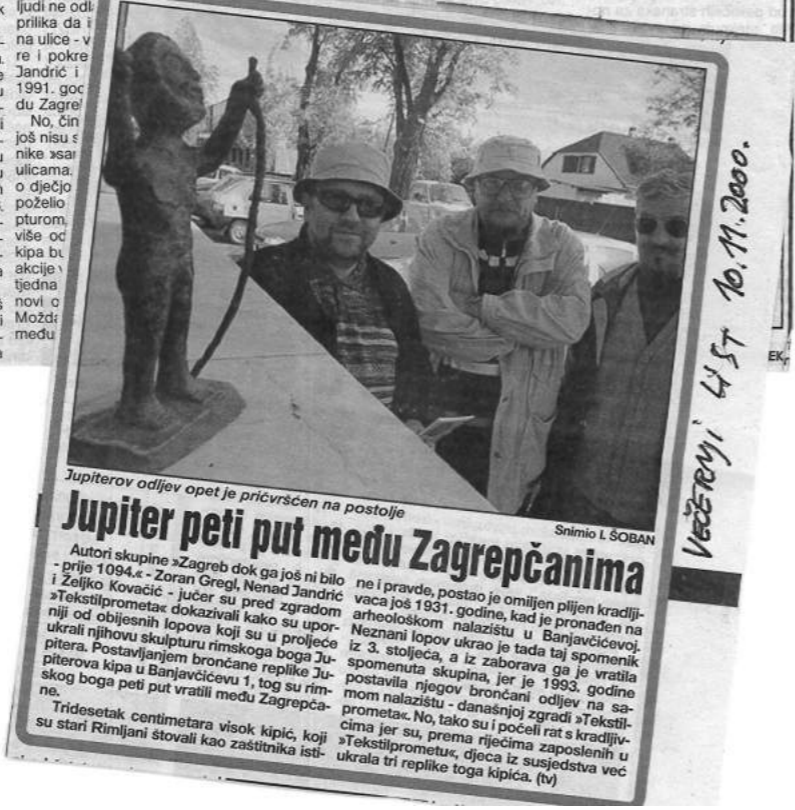 ljudi ne odl
prilika da i
na ulice - v
re i pokre
Jandrić i
1991. god
du Zagre
No, čin
još nisu s
nike »sar
ulicama.
o dječjo
poželio
pturom,
više od
kipa bu
akcije v
tjedna
novi o
Možda
među
EK,
VEČERNJI LIST 10.11.2000.
Jupiterov odljev opet je pričvršćen na postolje
Snimio I. ŠOBAN
Jupiter peti put među Zagrepčanima
Autori skupine »Zagreb dok ga još ni bilo
- prije 1094.« - Zoran Gregl, Nenad Jandrić
i Željko Kovačić - jučer su pred zgradom
»Tekstilprometa« dokazivali kako su upor-
niji od obijesnih lopova koji su u proljeće
ukrali njihovu skulpturu rimskoga boga Ju-
pitera. Postavljanjem brončane replike Ju-
piterova kipa u Banjavčićevu 1, tog su rim-
skog boga peti put vratili među Zagrepča-
ne.
Tridesetak centimetara visok kipić, koji
su stari Rimljani štovali kao zaštitnika isti-
ne i pravde, postao je omiljen plijen kradlji-
vaca još 1931. godine, kad je pronađen na
arheološkom nalazištu u Banjavčićevoj.
Neznani lopov ukrao je tada taj spomenik
iz 3. stoljeća, a iz zaborava ga je vratila
spomenuta skupina, jer je 1993. godine
postavila njegov brončani odljev na sa-
mom nalazištu - današnjoj zgradi »Tekstil-
prometa«. No, tako su i počeli rat s kradljiv-
cima jer su, prema riječima zaposlenih u
»Tekstilprometu«, djeca iz susjedstva već
ukrala tri replike toga kipića. (tv)